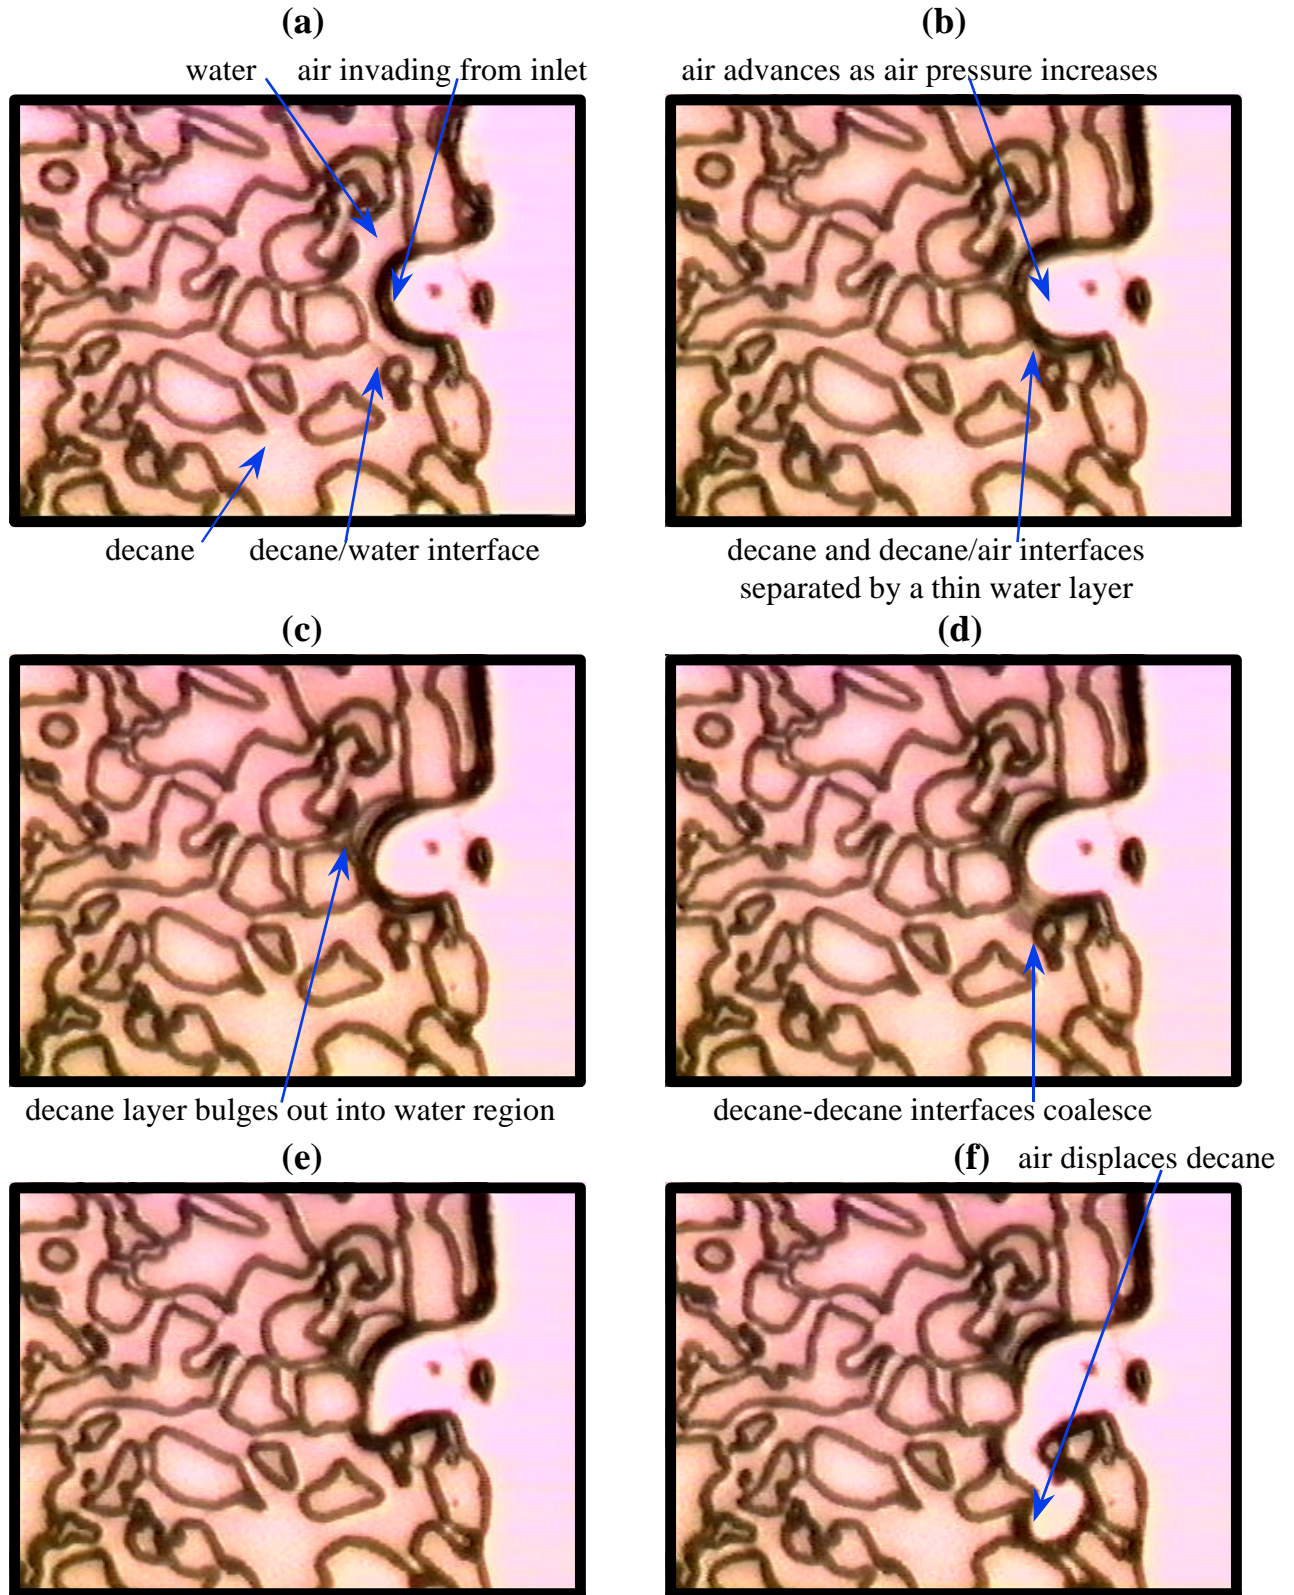 (a)
(b)
water
air invading from inlet
air advances as air pressure increases
decane
decane/water interface
decane and decane/air interfaces
separated by a thin water layer
(c)
(d)
decane layer bulges out into water region
decane-decane interfaces coalesce
(e)
(f)
air displaces decane